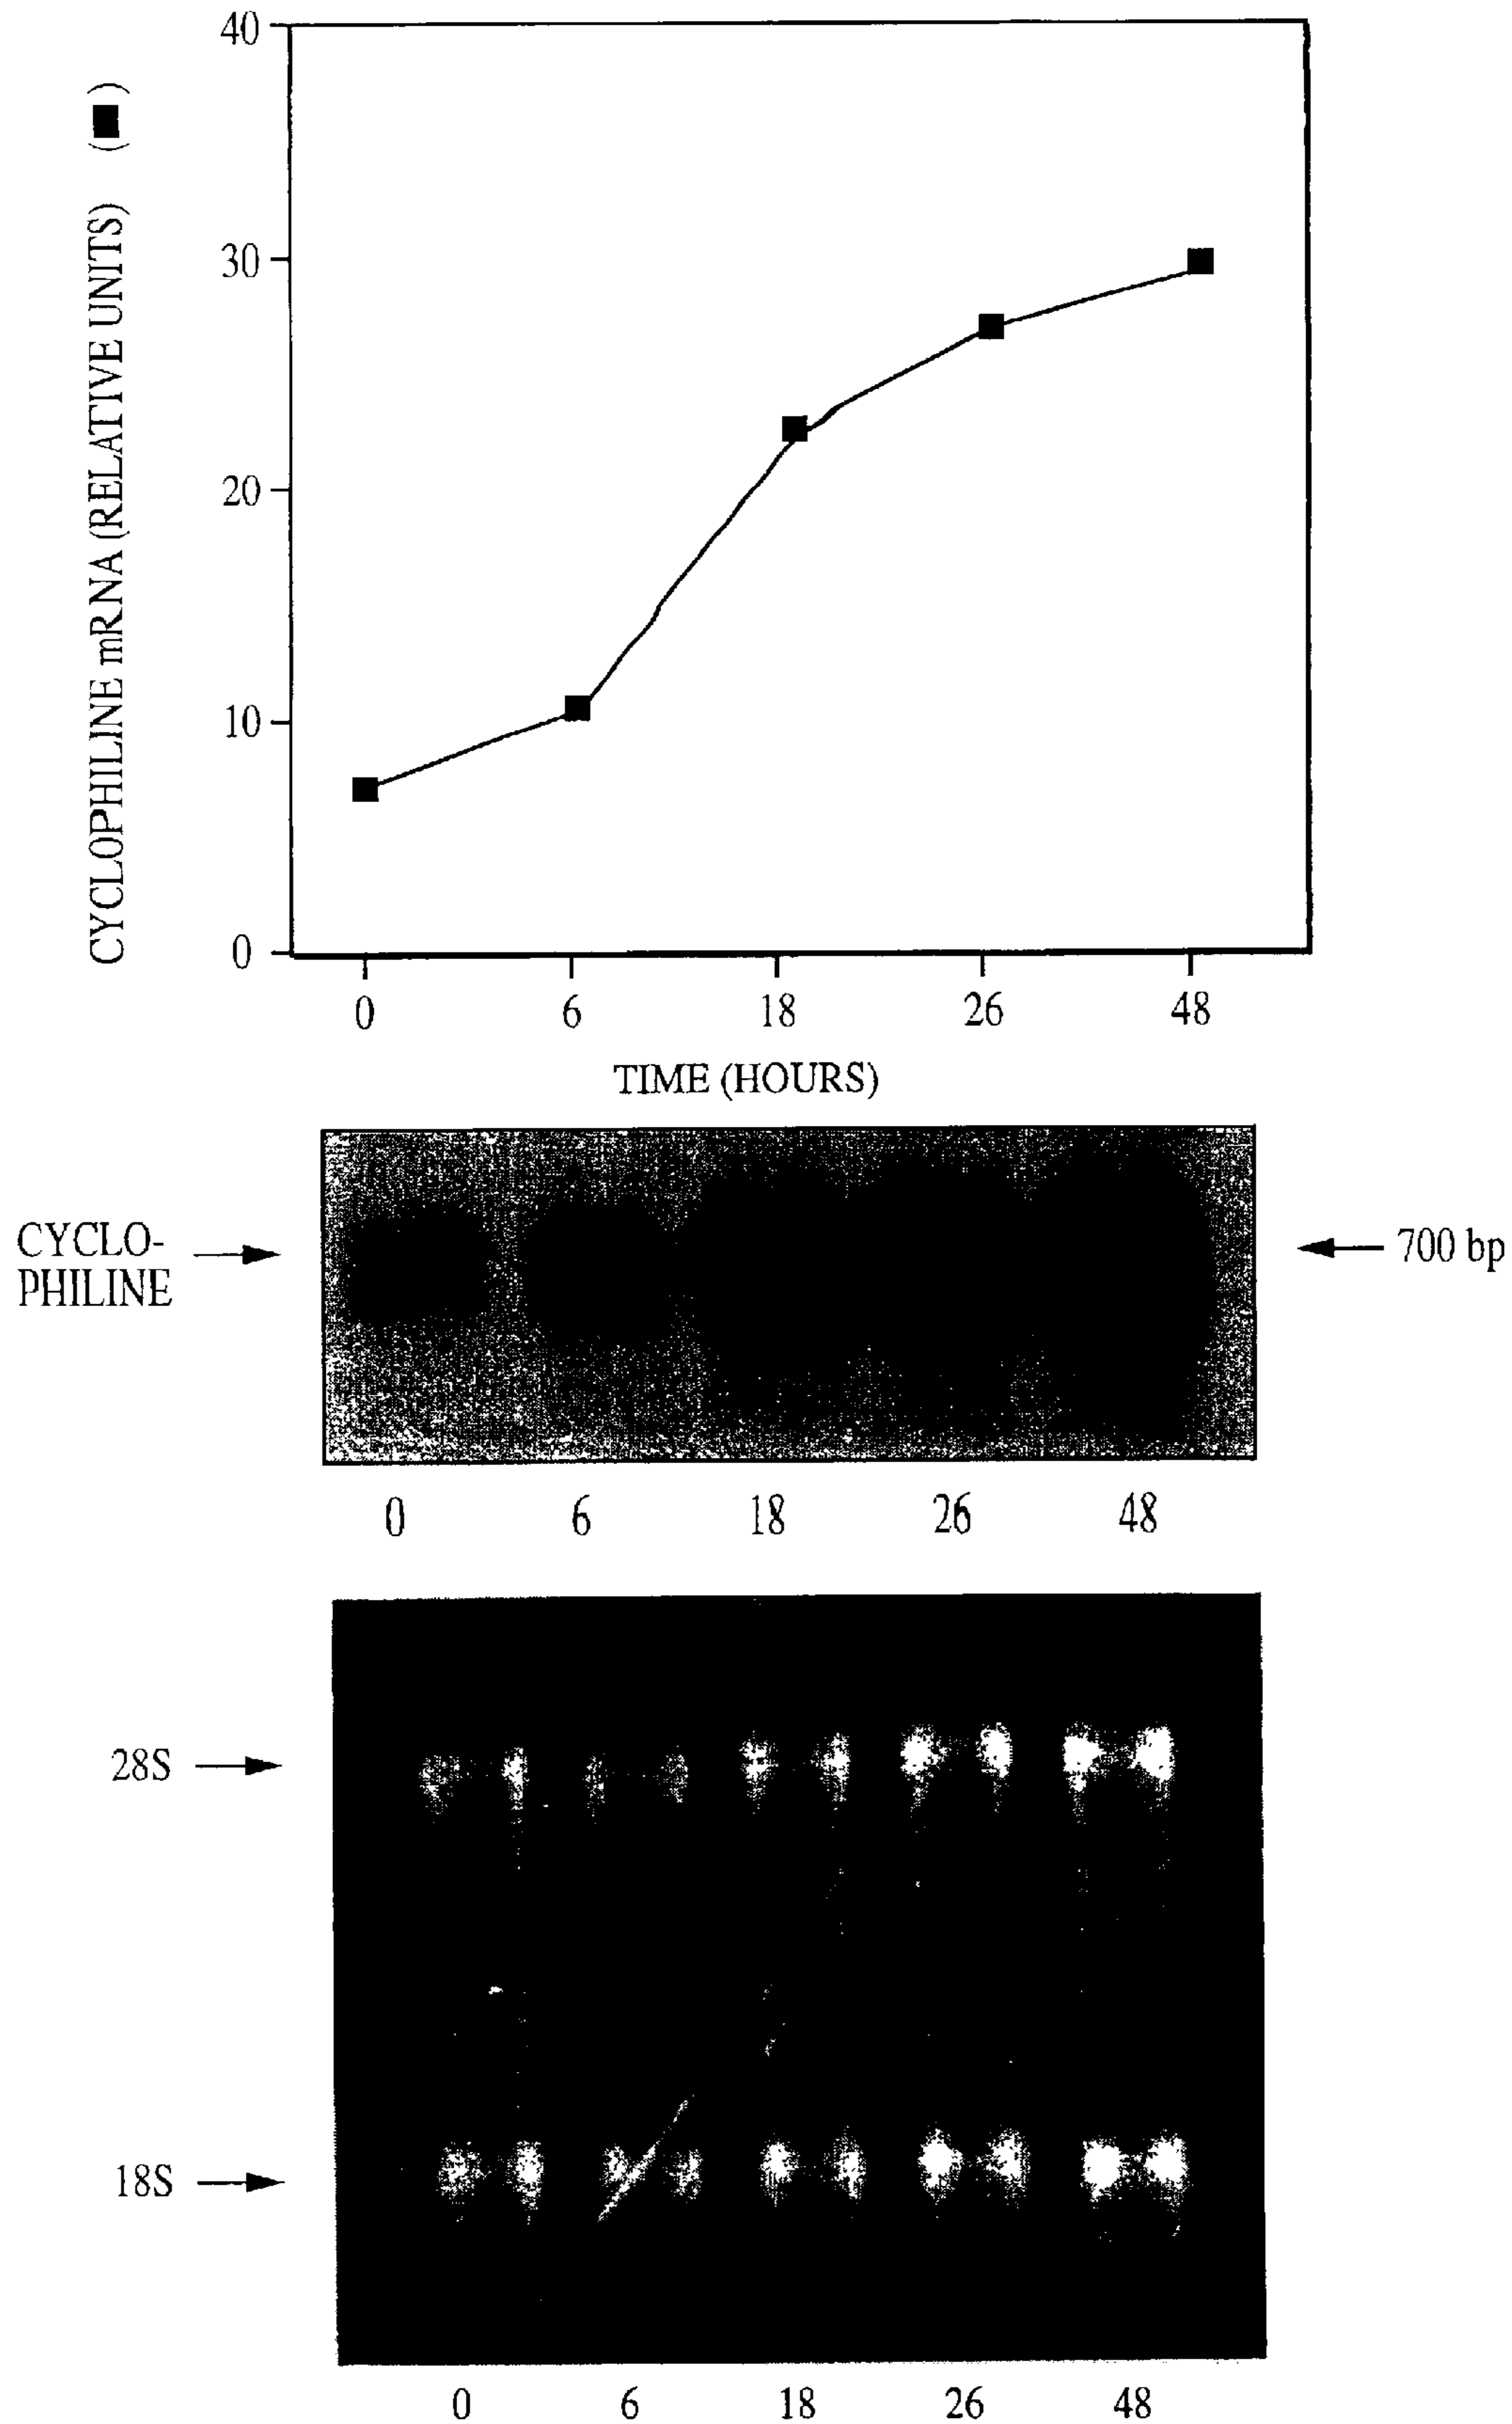 40
30
20
10
0
CYCLOPHILINE mRNA (RELATIVE UNITS) (■)
0 6 18 26 48
TIME (HOURS)
CYCLO-
PHILINE
700 bp
0 6 18 26 48
28S
18S
0 6 18 26 48